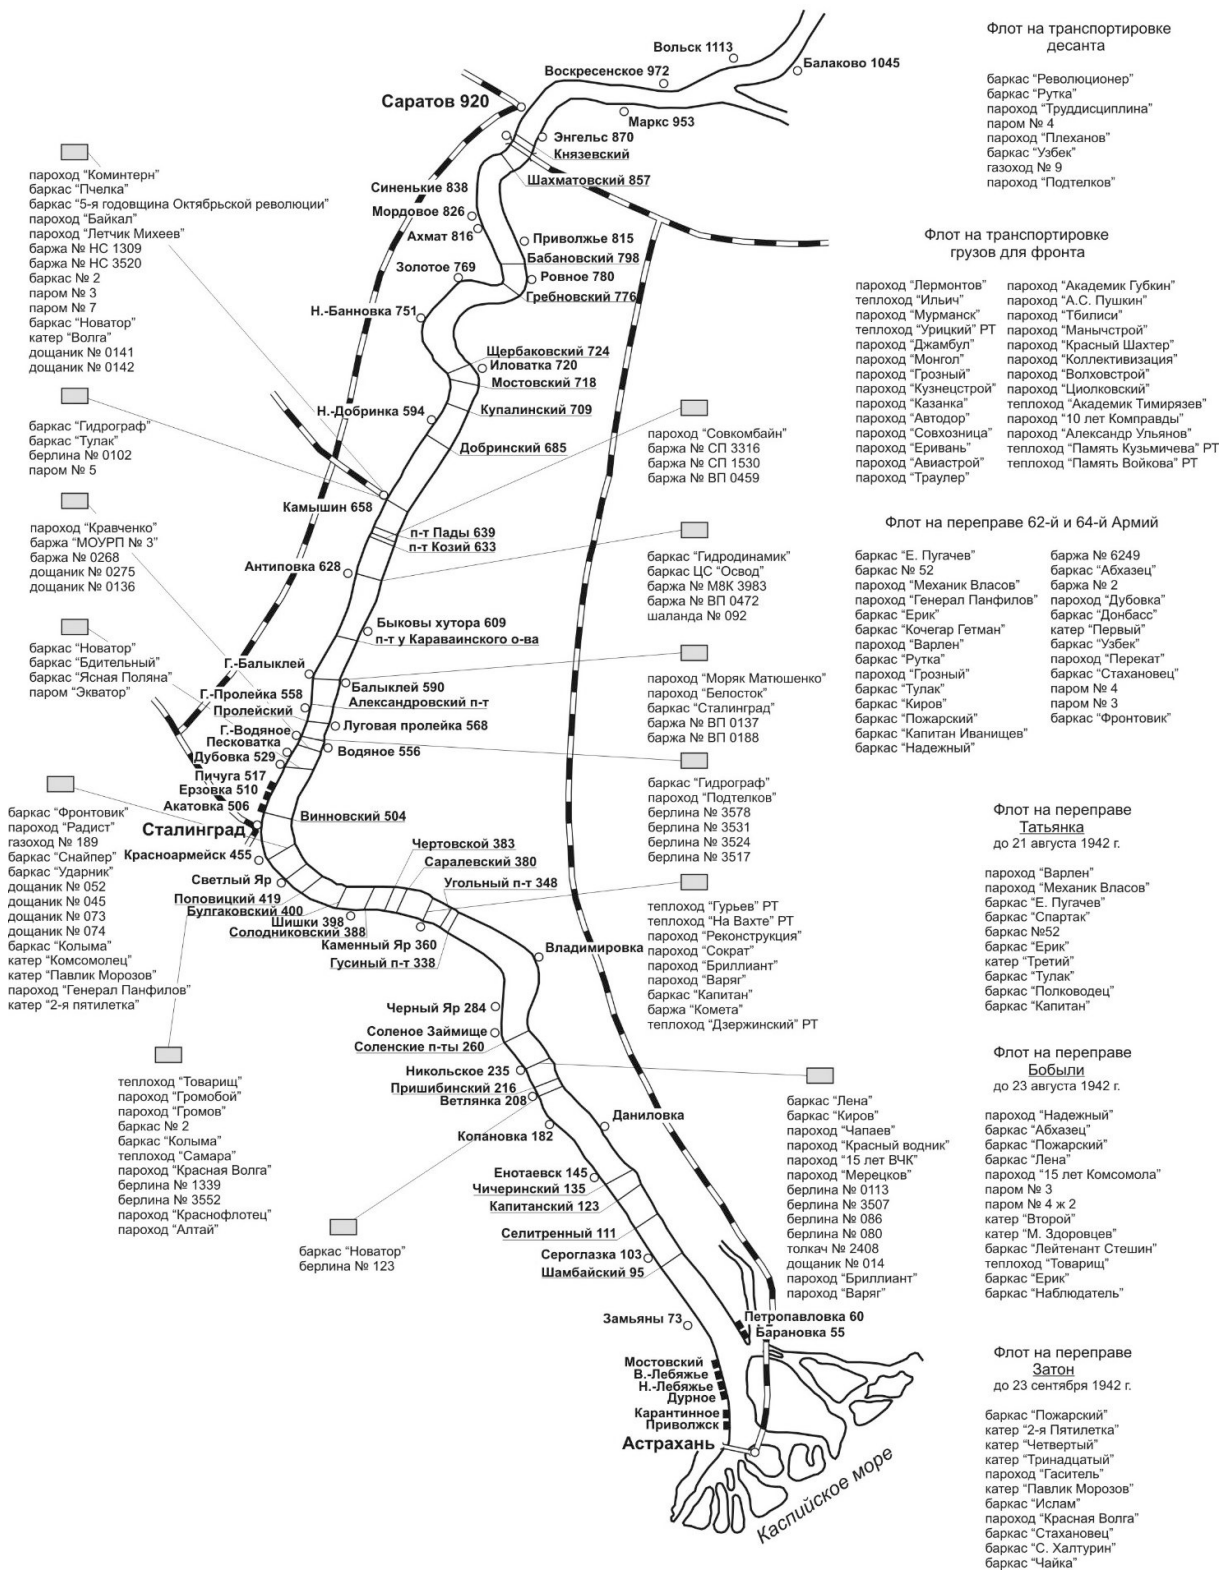 Вольск 1113
Балаково 1045
Воскресенское 972
Саратов 920
Маркс 953
Энгельс 870
Князевский
Шахматовский 857
Синенькие 838
Мордовое 826
Ахмат 816
Приволжье 815
Бабановский 798
Золотое 769
Ровное 780
Гребновский 776
Н.-Банновка 751
Щербаковский 724
Иловатка 720
Мостовский 718
Н.-Добринка 594
Купалинский 709
Добринский 685
Камышин 658
п-т Пады 639
п-т Козий 633
Антиповка 628
Быковы хутора 609
п-т у Караваинского о-ва
Г.-Балыклей
Балыклей 590
Г.-Пролейка 558
Александровский п-т
Пролейский
Луговая пролейка 568
Г.-Водяное
Песковатка
Водяное 556
Дубовка 529
Пичуга 517
Ерзовка 510
Акатовка 506
Винновский 504
Сталинград
Красноармейск 455
Чертовской 383
Саралевский 380
Светлый Яр
Угольный п-т 348
Поповицкий 419
Булгаковский 400
Шишки 398
Солодниковский 388
Каменный Яр 360
Гусиный п-т 338
Владимировка
Черный Яр 284
Соленое Займище
Соленские п-ты 260
Никольское 235
Пришибинский 216
Ветлянка 208
Даниловка
Копановка 182
Енотаевск 145
Чичеринский 135
Капитанский 123
Селитренный 111
Сероглазка 103
Шамбайский 95
Замьяны 73
Петропавловка 60
Барановка 55
Мостовский
В.-Лебяжье
Н.-Лебяжье
Дурное
Карантинное
Приволжск
Астрахань
Каспийское море
пароход “Коминтерн”
баркас “Пчелка”
баркас “5-я годовщина Октябрьской революции”
пароход “Байкал”
пароход “Летчик Михеев”
баржа № НС 1309
баржа № НС 3520
баркас № 2
паром № 3
паром № 7
баркас “Новатор”
катер “Волга”
дощаник № 0141
дощаник № 0142
баркас “Гидрограф”
баркас “Тулак”
берлина № 0102
паром № 5
пароход “Кравченко”
баржа “МОУРП № 3”
баржа № 0268
дощаник № 0275
дощаник № 0136
баркас “Новатор”
баркас “Бдительный”
баркас “Ясная Поляна”
паром “Экватор”
баркас “Фронтовик”
пароход “Радист”
газоход № 189
баркас “Снайпер”
баркас “Ударник”
дощаник № 052
дощаник № 045
дощаник № 073
дощаник № 074
баркас “Колыма”
катер “Комсомолец”
катер “Павлик Морозов”
пароход “Генерал Панфилов”
катер “2-я пятилетка”
теплоход “Товарищ”
пароход “Громобой”
пароход “Громов”
баркас № 2
баркас “Колыма”
теплоход “Самара”
пароход “Красная Волга”
берлина № 1339
берлина № 3552
пароход “Краснофлотец”
пароход “Алтай”
баркас “Новатор”
берлина № 123
пароход “Совкомбайн”
баржа № СП 3316
баржа № СП 1530
баржа № ВП 0459
баркас “Гидродинамик”
баркас ЦС “Освод”
баржа № М8К 3983
баржа № ВП 0472
шаланда № 092
пароход “Моряк Матюшенко”
пароход “Белосток”
баркас “Сталинград”
баржа № ВП 0137
баржа № ВП 0188
баркас “Гидрограф”
пароход “Подтелков”
берлина № 3578
берлина № 3531
берлина № 3524
берлина № 3517
теплоход “Гурьев” РТ
теплоход “На Вахте” РТ
пароход “Реконструкция”
пароход “Сократ”
пароход “Бриллиант”
пароход “Варяг”
баркас “Капитан”
баржа “Комета”
теплоход “Дзержинский” РТ
баркас “Лена”
баркас “Киров”
пароход “Чапаев”
пароход “Красный водник”
пароход “15 лет ВЧК”
пароход “Мерецков”
берлина № 0113
берлина № 3507
берлина № 086
берлина № 080
толкач № 2408
дощаник № 014
пароход “Бриллиант”
пароход “Варяг”
Флот на транспортировке
десанта
баркас “Революционер”
баркас “Рутка”
пароход “Труддисциплина”
паром № 4
пароход “Плеханов”
баркас “Узбек”
газоход № 9
пароход “Подтелков”
Флот на транспортировке
грузов для фронта
пароход “Лермонтов”
теплоход “Ильич”
пароход “Мурманск”
теплоход “Урицкий” РТ
пароход “Джамбул”
пароход “Монгол”
пароход “Грозный”
пароход “Кузнецстрой”
пароход “Казанка”
пароход “Автодор”
пароход “Совхозница”
пароход “Еривань”
пароход “Авиастрой”
пароход “Траулер”
пароход “Академик Губкин”
пароход “А.С. Пушкин”
пароход “Тбилиси”
пароход “Манычстрой”
пароход “Красный Шахтер”
пароход “Коллективизация”
пароход “Волховстрой”
пароход “Циолковский”
теплоход “Академик Тимирязев”
пароход “10 лет Комправды”
пароход “Александр Ульянов”
теплоход “Память Кузьмичева” РТ
теплоход “Память Войкова” РТ
Флот на переправе 62-й и 64-й Армий
баркас “Е. Пугачев”
баркас № 52
пароход “Механик Власов”
пароход “Генерал Панфилов”
баркас “Ерик”
баркас “Кочегар Гетман”
пароход “Варлен”
баркас “Рутка”
пароход “Грозный”
баркас “Тулак”
баркас “Киров”
баркас “Пожарский”
баркас “Капитан Иванищев”
баркас “Надежный”
баржа № 6249
баркас “Абхазец”
баржа № 2
пароход “Дубовка”
баркас “Донбасс”
катер “Первый”
баркас “Узбек”
пароход “Перекат”
баркас “Стахановец”
паром № 4
паром № 3
баркас “Фронтовик”
Флот на переправе
Татьянка
до 21 августа 1942 г.
пароход “Варлен”
пароход “Механик Власов”
баркас “Е. Пугачев”
баркас “Спартак”
баркас №52
баркас “Ерик”
катер “Третий”
баркас “Тулак”
баркас “Полководец”
баркас “Капитан”
Флот на переправе
Бобыли
до 23 августа 1942 г.
пароход “Надежный”
баркас “Абхазец”
баркас “Пожарский”
баркас “Лена”
пароход “15 лет Комсомола”
паром № 3
паром № 4 ж 2
катер “Второй”
катер “М. Здоровцев”
баркас “Лейтенант Стешин”
теплоход “Товарищ”
баркас “Ерик”
баркас “Наблюдатель”
Флот на переправе
Затон
до 23 сентября 1942 г.
баркас “Пожарский”
катер “2-я Пятилетка”
катер “Четвертый”
катер “Тринадцатый”
пароход “Гаситель”
катер “Павлик Морозов”
баркас “Ислам”
пароход “Красная Волга”
баркас “Стахановец”
баркас “С. Халтурин”
баркас “Чайка”